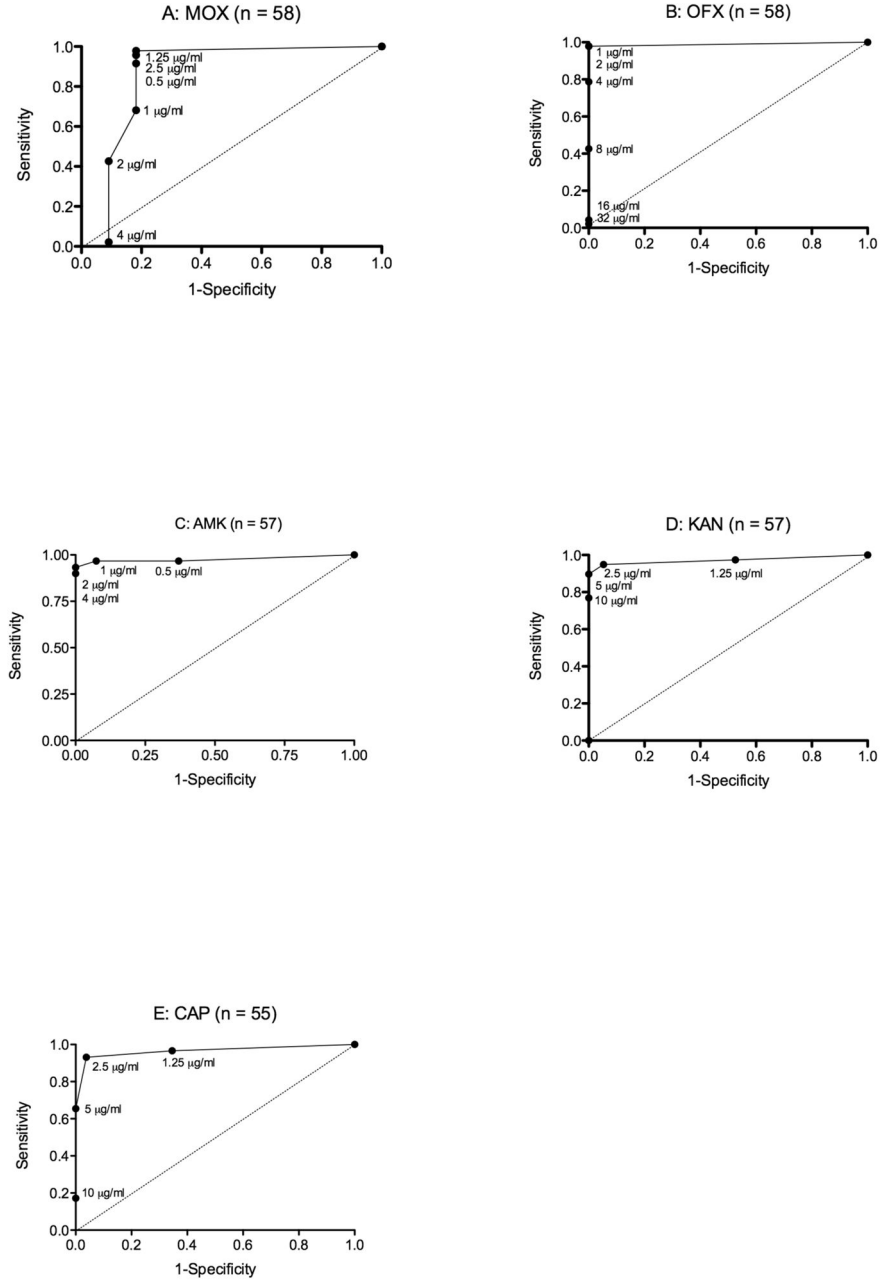 A: MOX (n = 58)
1.0
0.8
0.6
0.4
0.2
0.0
Sensitivity
1.25 µg/ml
2.5 µg/ml
0.5 µg/ml
1 µg/ml
2 µg/ml
4 µg/ml
0.0 0.2 0.4 0.6 0.8 1.0
1-Specificity
B: OFX (n = 58)
1.0
0.8
0.6
0.4
0.2
0.0
Sensitivity
1 µg/ml
2 µg/ml
4 µg/ml
8 µg/ml
16 µg/ml
32 µg/ml
0.0 0.2 0.4 0.6 0.8 1.0
1-Specificity
C: AMK (n = 57)
1.00
0.75
0.50
0.25
0.00
Sensitivity
1 µg/ml 0.5 µg/ml
2 µg/ml
4 µg/ml
0.00 0.25 0.50 0.75 1.00
1-Specificity
D: KAN (n = 57)
1.0
0.8
0.6
0.4
0.2
0.0
Sensitivity
2.5 µg/ml 1.25 µg/ml
5 µg/ml
10 µg/ml
0.0 0.2 0.4 0.6 0.8 1.0
1-Specificity
E: CAP (n = 55)
1.0
0.8
0.6
0.4
0.2
0.0
Sensitivity
2.5 µg/ml 1.25 µg/ml
5 µg/ml
10 µg/ml
0.0 0.2 0.4 0.6 0.8 1.0
1-Specificity